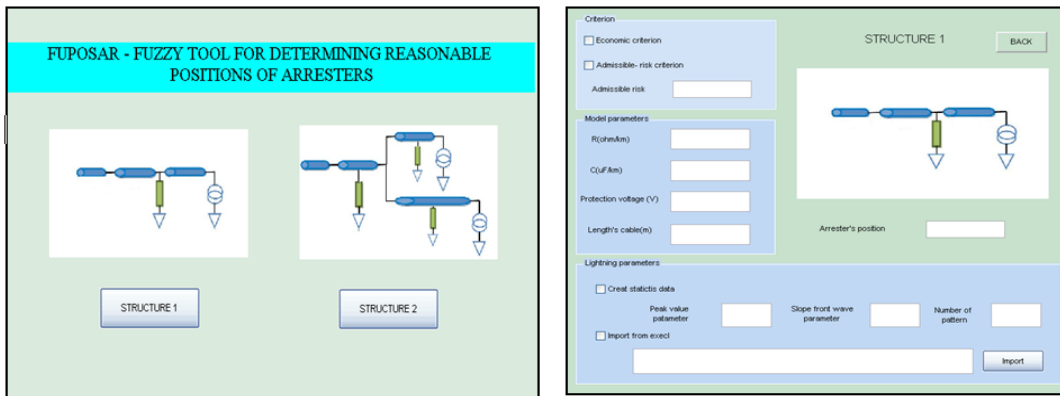 FUPOSAR - FUZZY TOOL FOR DETERMINING REASONABLE
POSITIONS OF ARRESTERS
STRUCTURE 1
STRUCTURE 2
Criterion
Economic criterion
Admissible- risk criterion
Admissible risk
STRUCTURE 1
BACK
Model parameters
R(ohm/km)
C(uF/km)
Protection voltage (V)
Length's cable(m)
Arrester's position
Lightning parameters
Creat statictis data
Peak value
patameter
Slope front wave
parameter
Number of
pattern
Import from execl
Import